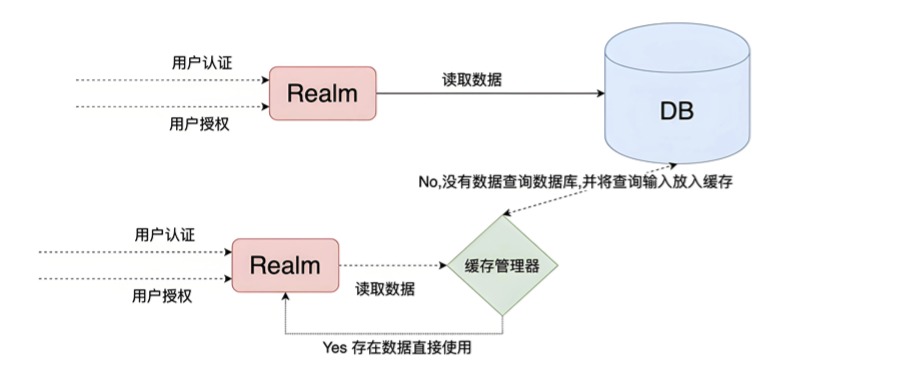 用户认证
读取数据
Realm
DB
用户授权
No,没有数据查询数据库,并将查询输入放入缓存
用户认证
Realm
缓存管理器
读取数据
用户授权
Yes 存在数据直接使用